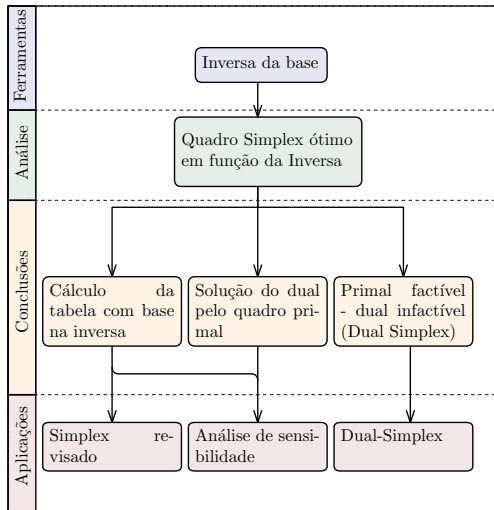 Ferramentas
Inversa da base
Análise
Quadro Simplex ótimo
em função da Inversa
Conclusões
Cálculo da
tabela com base
na inversa
Solução do dual
pelo quadro pri-
mal
Primal factível
- dual infactível
(Dual Simplex)
Aplicações
Simplex re-
visado
Análise de sensi-
bilidade
Dual-Simplex